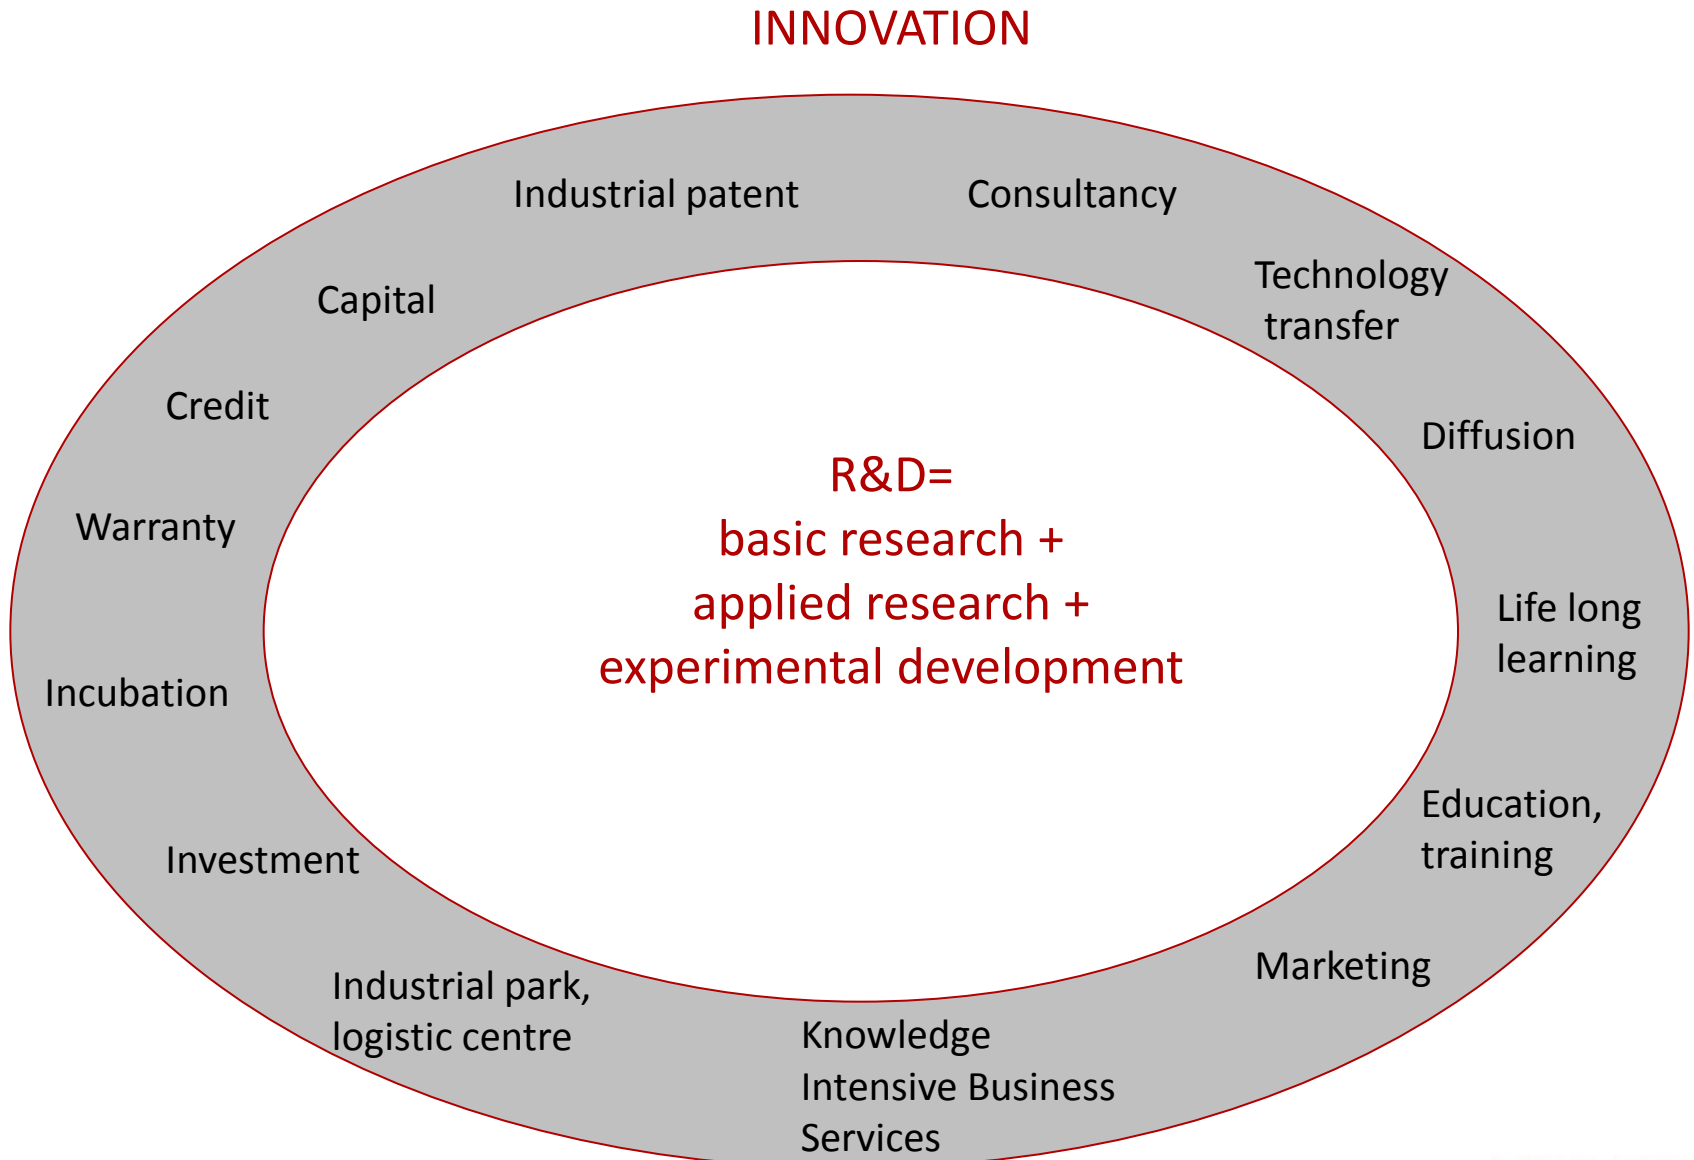 INNOVATION
Industrial patent
Consultancy
Technology
transfer
Capital
Credit
Diffusion
R&D=
basic research +
applied research +
experimental development
Warranty
Life long
learning
Incubation
Education,
training
Investment
Marketing
Industrial park,
logistic centre
Knowledge
Intensive Business
Services